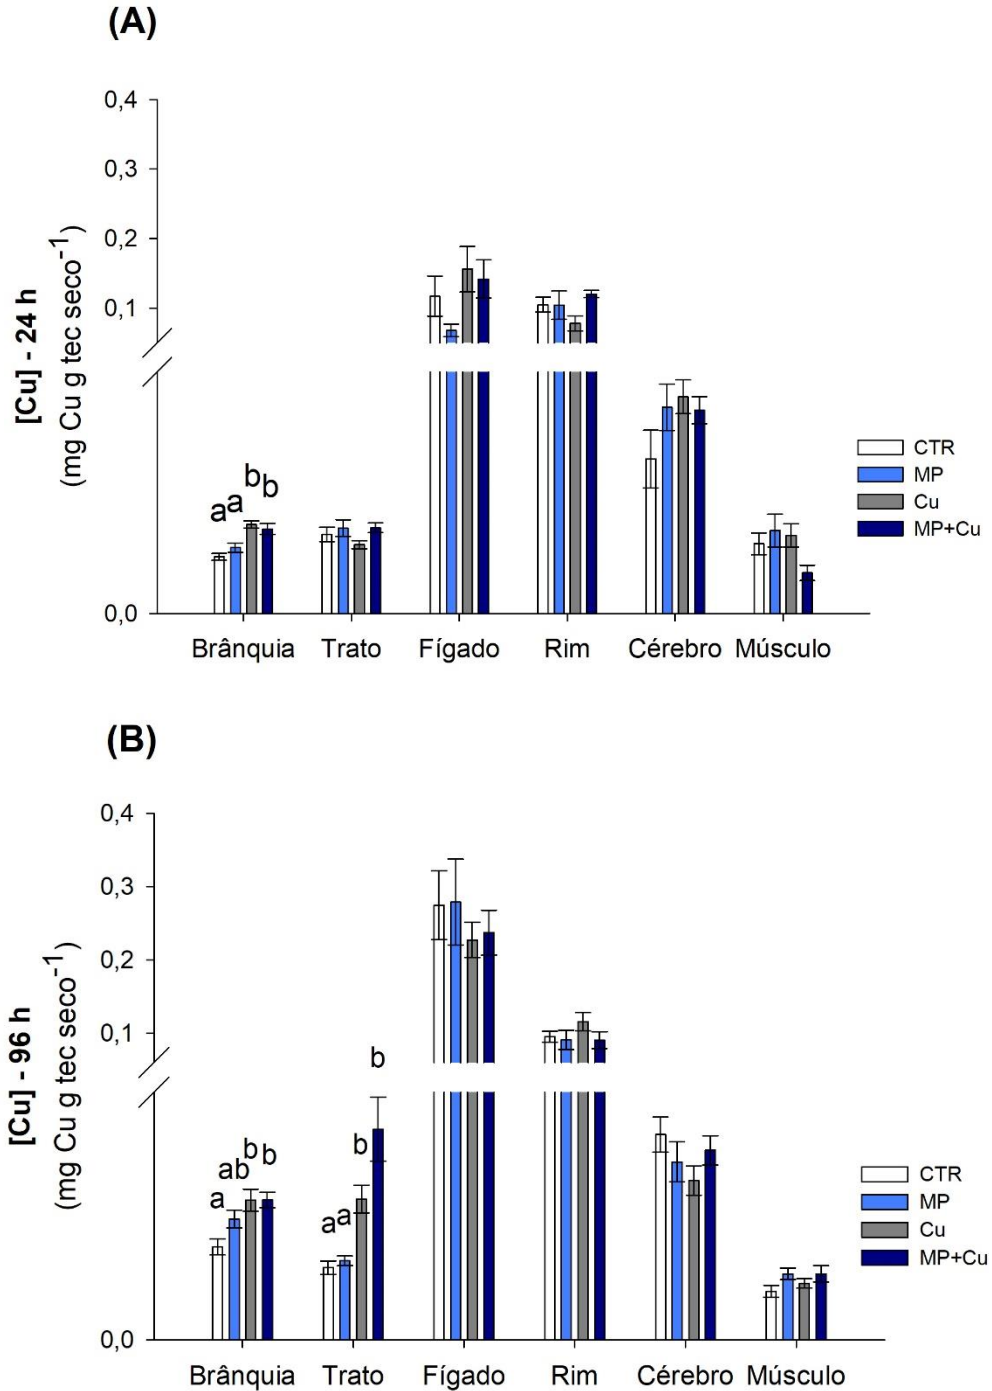 (A)
0,4
0,3
0,2
0,1
0,0
[Cu] - 24 h
(mg Cu g tec seco-1)
a
a
b
b
CTR
MP
Cu
MP+Cu
Brânquia Trato Fígado Rim Cérebro Músculo
(B)
0,4
0,3
0,2
0,1
0,0
[Cu] - 96 h
(mg Cu g tec seco-1)
a
ab
b
b
a
a
b
b
CTR
MP
Cu
MP+Cu
Brânquia Trato Fígado Rim Cérebro Músculo